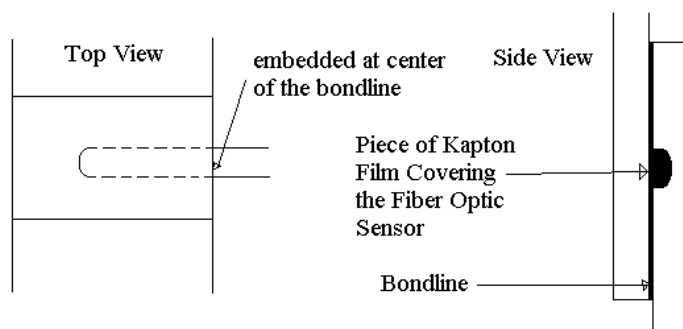 Top View
embedded at center
of the bondline
Side View
Piece of Kapton
Film Covering
the Fiber Optic
Sensor
Bondline